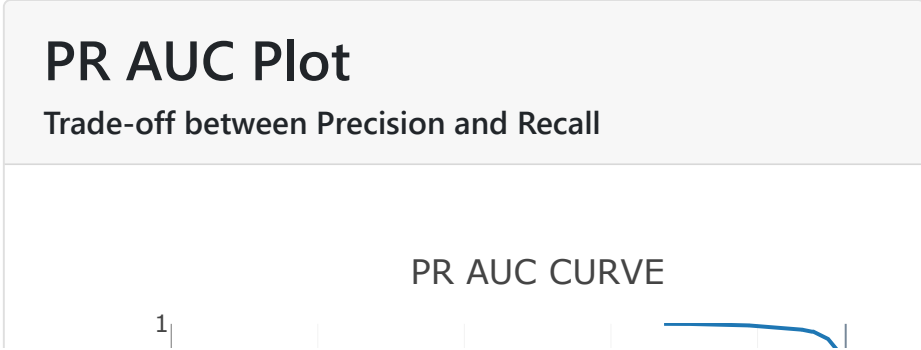 PR AUC Plot
Trade-off between Precision and Recall
PR AUC CURVE
1